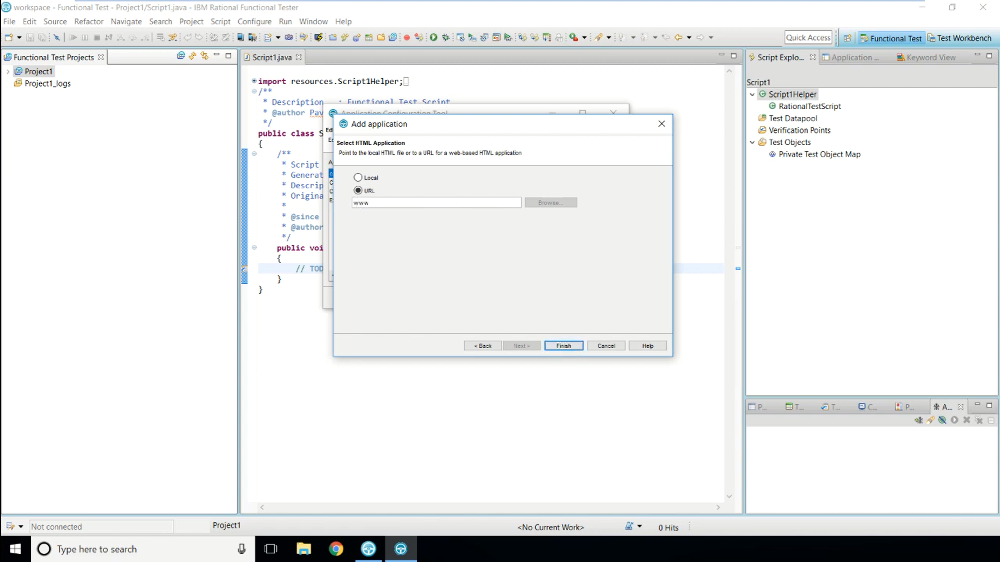 workspace - Functional Test - Project1/Script1.java - IBM Rational Functional Tester
File Edit Source Refactor Navigate Search Project Script Configure Run Window Help
Quick Access Functional Test Test Workbench
Functional Test Projects
Project1
Project1_logs
Script1.java
import resources.Script1Helper;
/**
* Description : Functional Test Script
* @author Pav
*/
public class S
{
/**
* Script
* Generat
* Descrip
* Origina
*
* @since
* @author
*/
public voi
{
// TOD
}
}
Application Configuration Tool
Ed
Ed
A
Add application
Select HTML Application
Point to the local HTML file or to a URL for a web-based HTML application
Local
URL
www
Browse...
< Back Next > Finish Cancel Help
Script Explo... Application ... Keyword View
Script1
Script1Helper
RationalTestScript
Test Datapool
Verification Points
Test Objects
Private Test Object Map
P... T... T... C... P... A...
Not connected
Project1
<No Current Work>
0 Hits
Type here to search